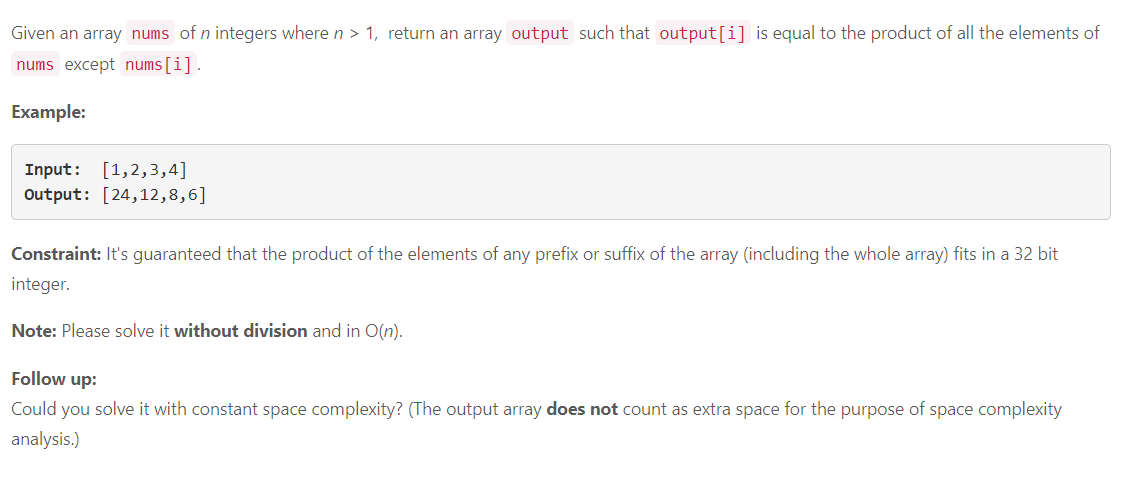 Given an array nums of n integers where n > 1, return an array output such that output[i] is equal to the product of all the elements of
nums except nums[i].
Example:
Input: [1,2,3,4]
Output: [24,12,8,6]
Constraint: It's guaranteed that the product of the elements of any prefix or suffix of the array (including the whole array) fits in a 32 bit
integer.
Note: Please solve it without division and in O(n).
Follow up:
Could you solve it with constant space complexity? (The output array does not count as extra space for the purpose of space complexity
analysis.)